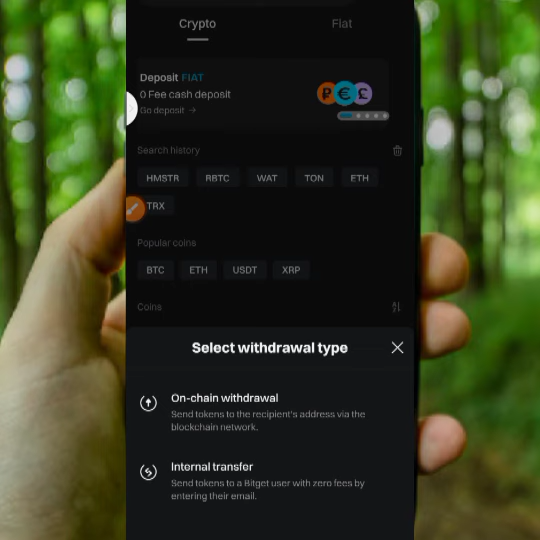 Crypto
Fiat
Deposit FIAT
0 Fee cash deposit
Go deposit →
Search history
HMSTR RBTC WAT TON ETH
TRX
Popular coins
BTC ETH USDT XRP
Coins
Select withdrawal type
On-chain withdrawal
Send tokens to the recipient's address via the
blockchain network.
Internal transfer
Send tokens to a Bitget user with zero fees by
entering their email.